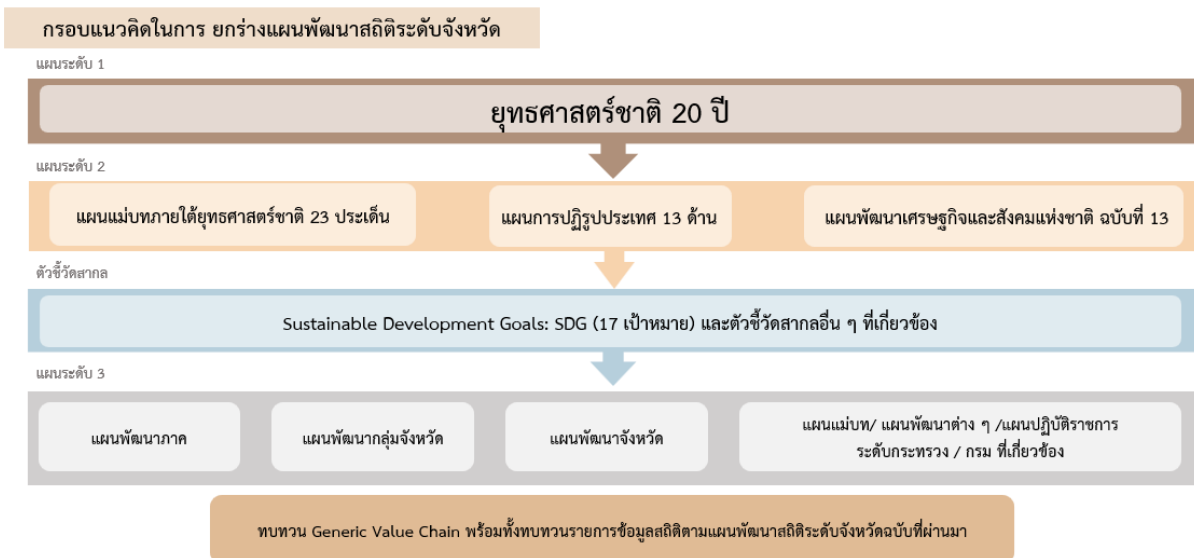 กรอบแนวคิดในการ ยกร่างแผนพัฒนาสถิติระดับจังหวัด
แผนระดับ 1
ยุทธศาสตร์ชาติ 20 ปี
แผนระดับ 2
แผนแม่บทภายใต้ยุทธศาสตร์ชาติ 23 ประเด็น
แผนการปฏิรูปประเทศ 13 ด้าน
แผนพัฒนาเศรษฐกิจและสังคมแห่งชาติ ฉบับที่ 13
ตัวชี้วัดสากล
Sustainable Development Goals: SDG (17 เป้าหมาย) และตัวชี้วัดสากลอื่น ๆ ที่เกี่ยวข้อง
แผนระดับ 3
แผนพัฒนาภาค
แผนพัฒนากลุ่มจังหวัด
แผนพัฒนาจังหวัด
แผนแม่บท/ แผนพัฒนาต่าง ๆ /แผนปฏิบัติราชการ
ระดับกระทรวง / กรม ที่เกี่ยวข้อง
ทบทวน Generic Value Chain พร้อมทั้งทบทวนรายการข้อมูลสถิติตามแผนพัฒนาสถิติระดับจังหวัดฉบับที่ผ่านมา